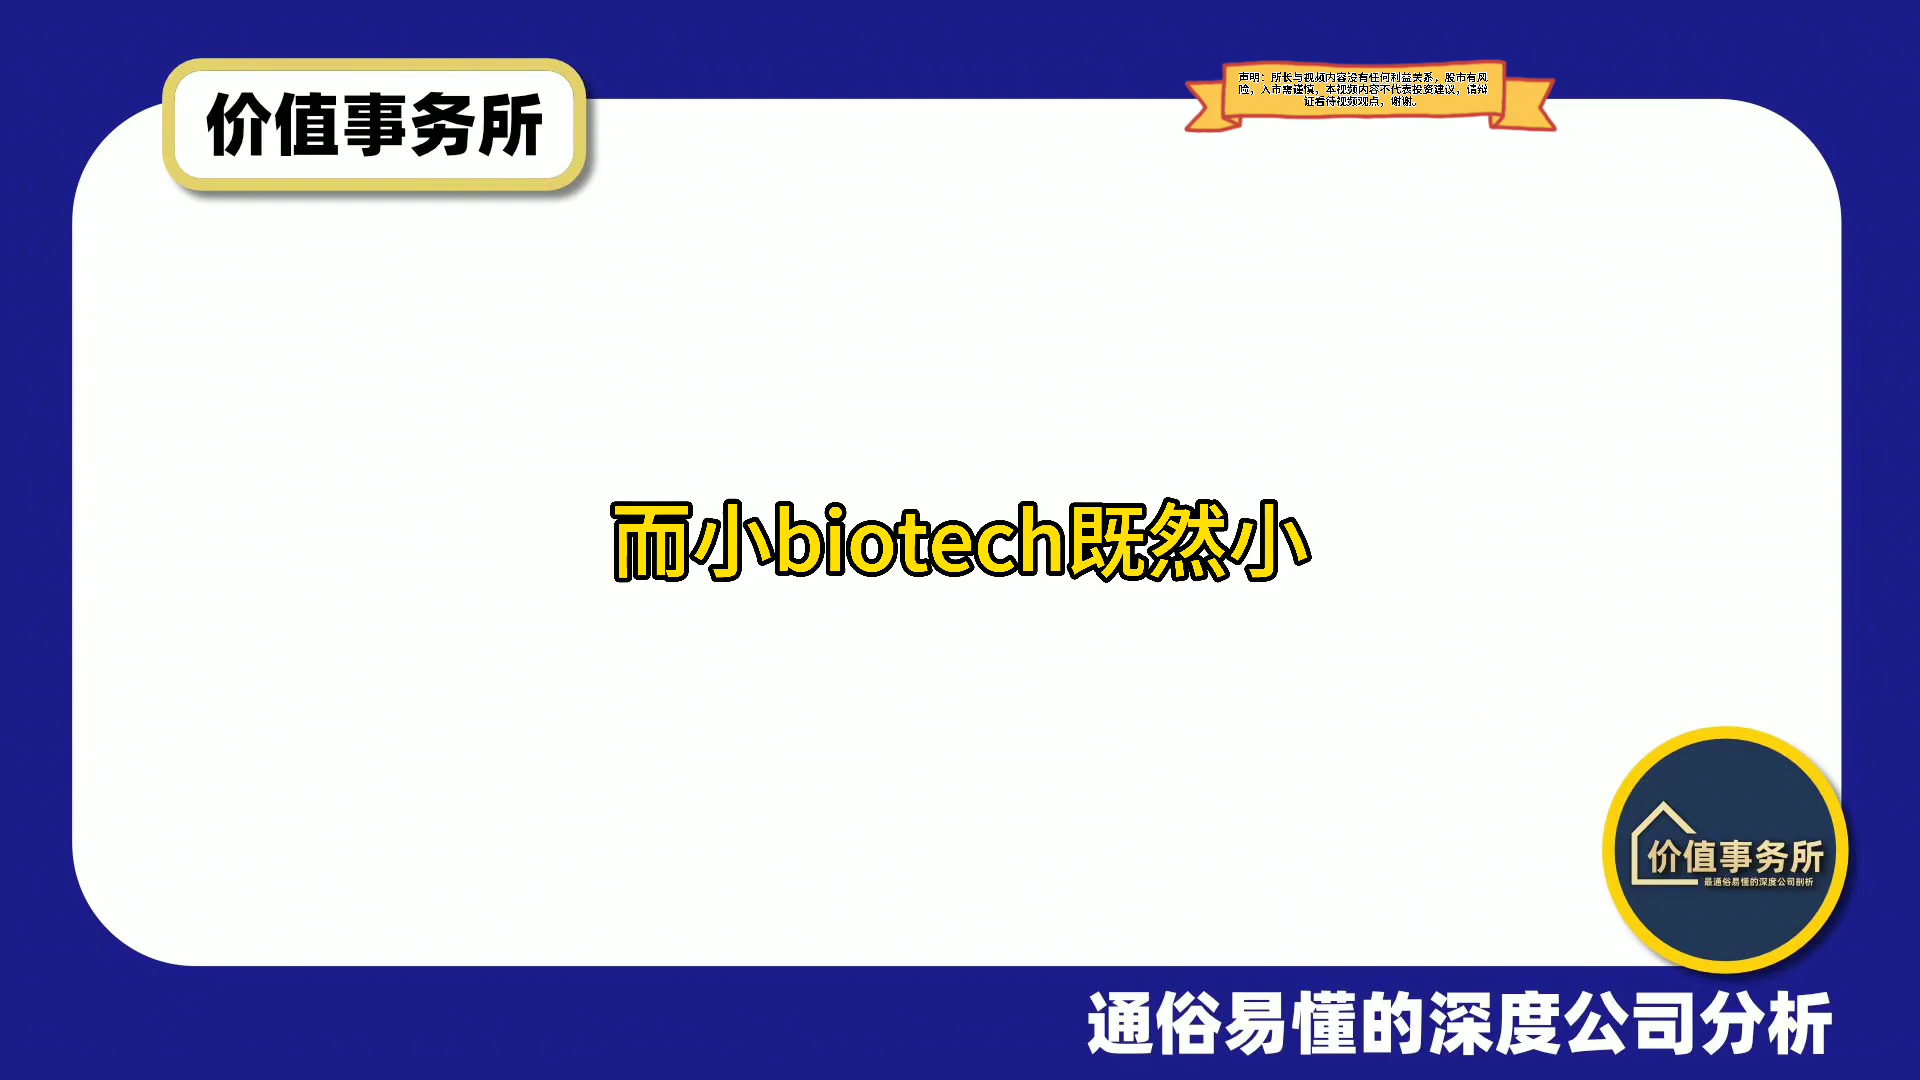 价值事务所
声明：所长与视频内容没有任何利益关系，股市有风
险，入市需谨慎，本视频内容不代表投资建议，请辩
证看待视频观点，谢谢。
而小biotech既然小
价值事务所
最通俗易懂的深度公司剖析
通俗易懂的深度公司分析